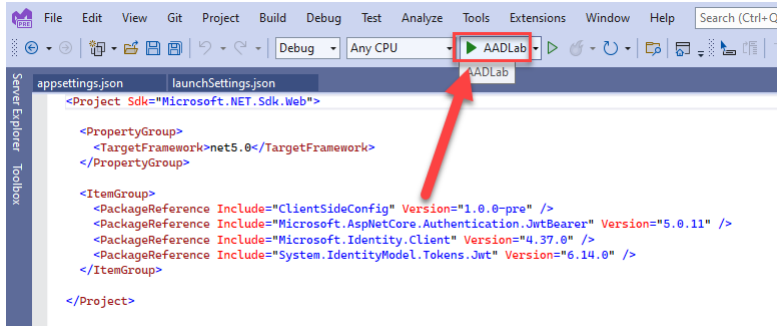 PRE File Edit View Git Project Build Debug Test Analyze Tools Extensions Window Help Search (Ctrl+Q
Debug Any CPU AADLab
AADLab
Server Explorer
Toolbox
appsettings.json launchSettings.json
<Project Sdk="Microsoft.NET.Sdk.Web">
<PropertyGroup>
<TargetFramework>net5.0</TargetFramework>
</PropertyGroup>
<ItemGroup>
<PackageReference Include="ClientSideConfig" Version="1.0.0-pre" />
<PackageReference Include="Microsoft.AspNetCore.Authentication.JwtBearer" Version="5.0.11" />
<PackageReference Include="Microsoft.Identity.Client" Version="4.37.0" />
<PackageReference Include="System.IdentityModel.Tokens.Jwt" Version="6.14.0" />
</ItemGroup>
</Project>